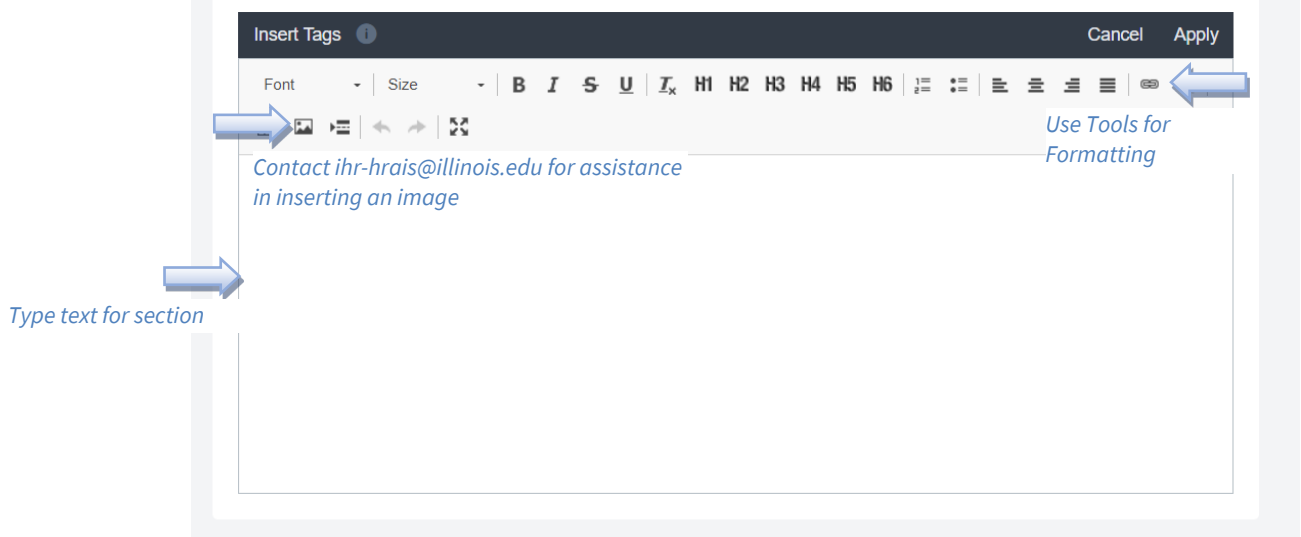 Insert Tags i Cancel Apply
Font Size B I S U Ix H1 H2 H3 H4 H5 H6
Use Tools for
Formatting
Contact ihr-hrais@illinois.edu for assistance
in inserting an image
Type text for section